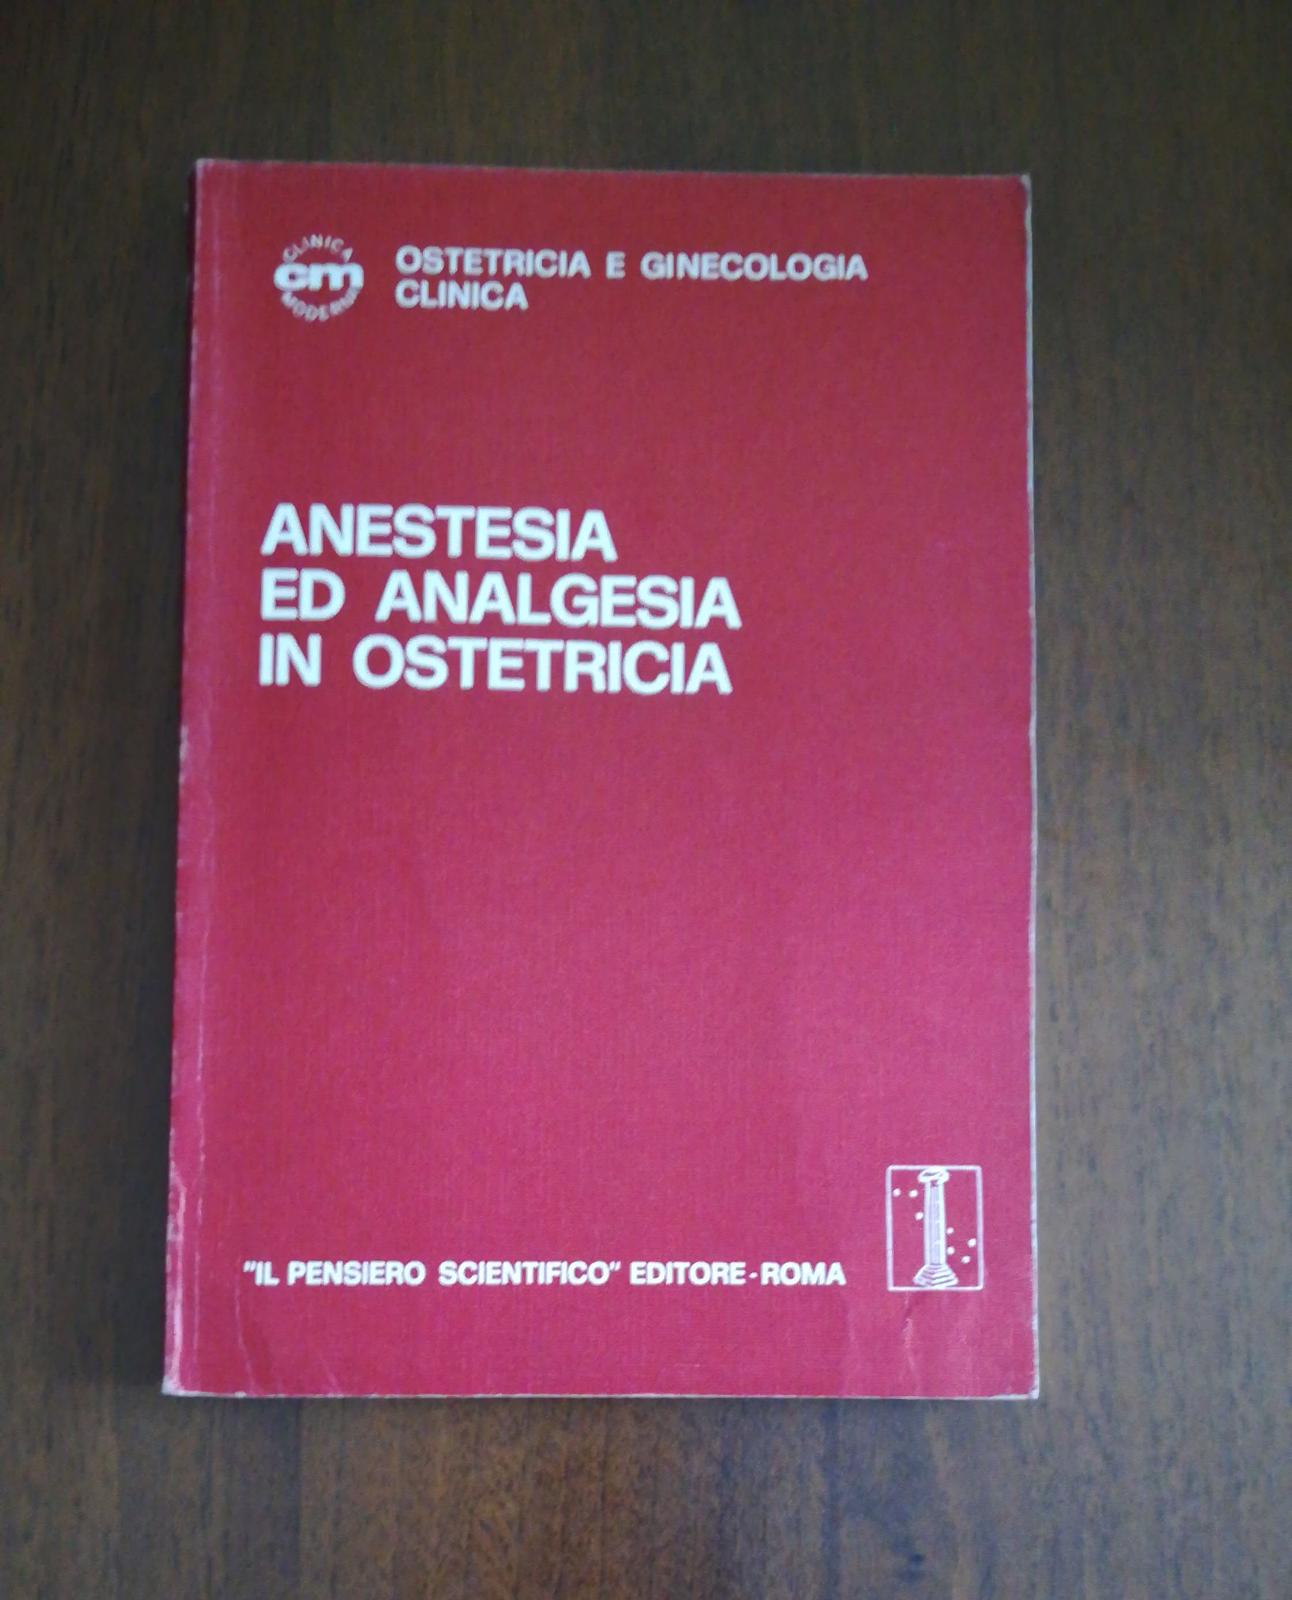 CLINICA
cm
MODERNA
OSTETRICIA E GINECOLOGIA
CLINICA
ANESTESIA
ED ANALGESIA
IN OSTETRICIA
"IL PENSIERO SCIENTIFICO" EDITORE-ROMA